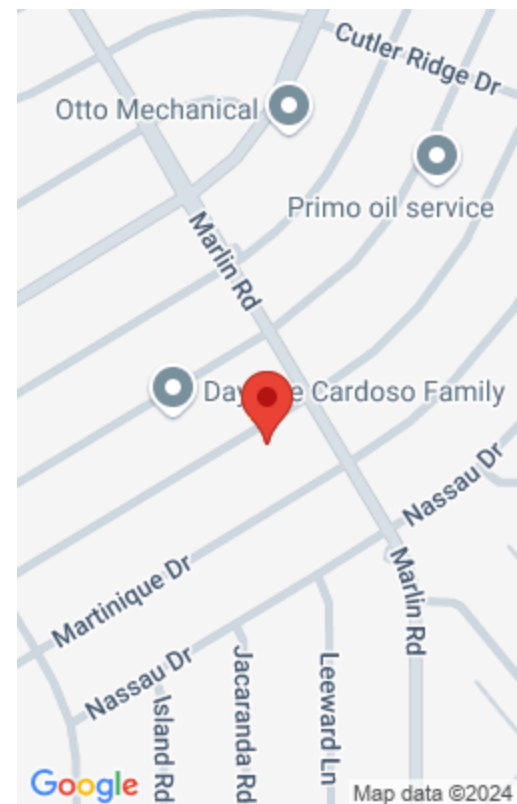 Cutler Ridge Dr
Otto Mechanical
Primo oil service
Marlin Rd
Cardoso Family
Nassau Dr
Martinique Dr
Marlin Rd
Nassau Dr
Island Rd
Jacaranda Rd
Leeward Ln
Google
Map data ©2024